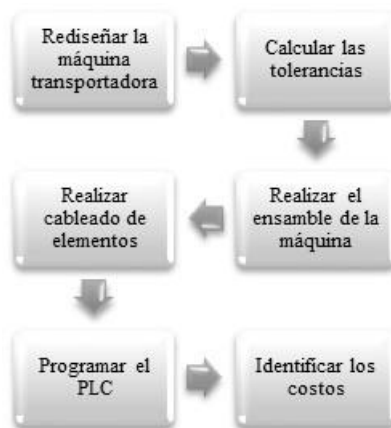 Rediseñar la
máquina
transportadora
Calcular las
tolerancias
Realizar el
ensamble de la
máquina
Realizar
cableado de
elementos
Programar el
PLC
Identificar los
costos